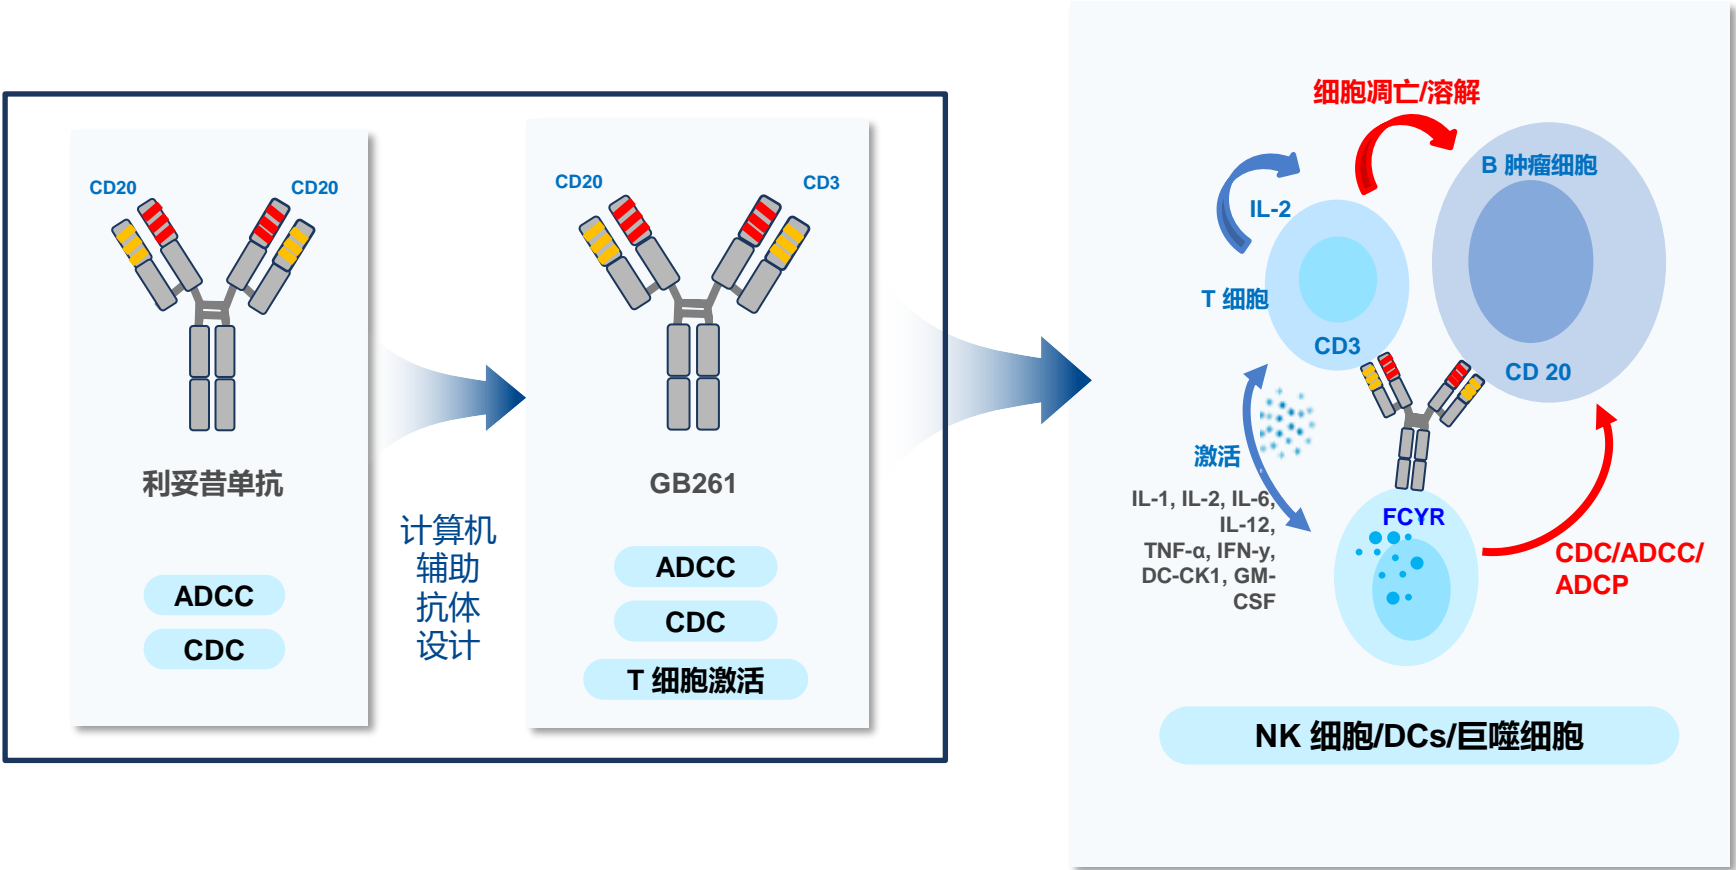 CD20
CD20
利妥昔单抗
ADCC
CDC
计算机
辅助
抗体
设计
CD20
CD3
GB261
ADCC
CDC
T 细胞激活
细胞凋亡/溶解
B 肿瘤细胞
IL-2
T 细胞
CD3
CD 20
激活
IL-1, IL-2, IL-6,
IL-12,
TNF-α, IFN-y,
DC-CK1, GM-
CSF
FCYR
CDC/ADCC/
ADCP
NK 细胞/DCs/巨噬细胞